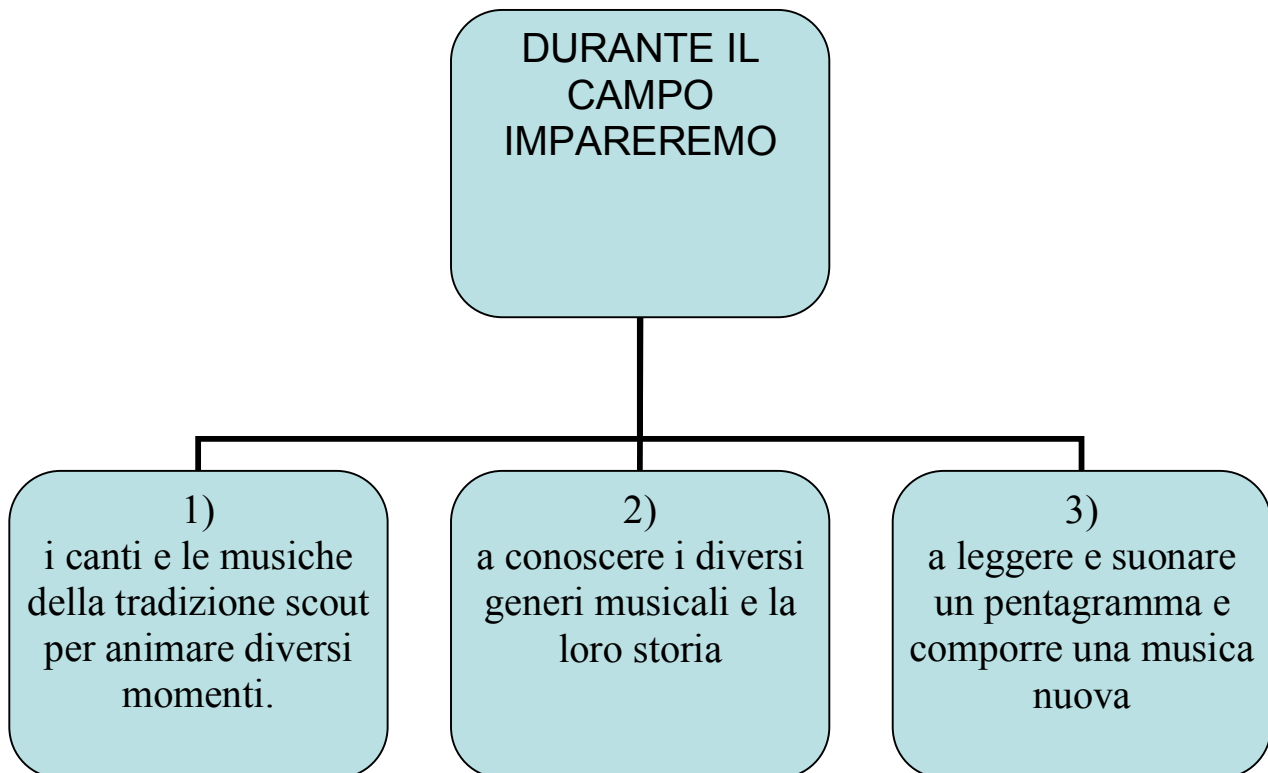 DURANTE IL
CAMPO
IMPAREREMO
1)
i canti e le musiche
della tradizione scout
per animare diversi
momenti.
2)
a conoscere i diversi
generi musicali e la
loro storia
3)
a leggere e suonare
un pentagramma e
comporre una musica
nuova